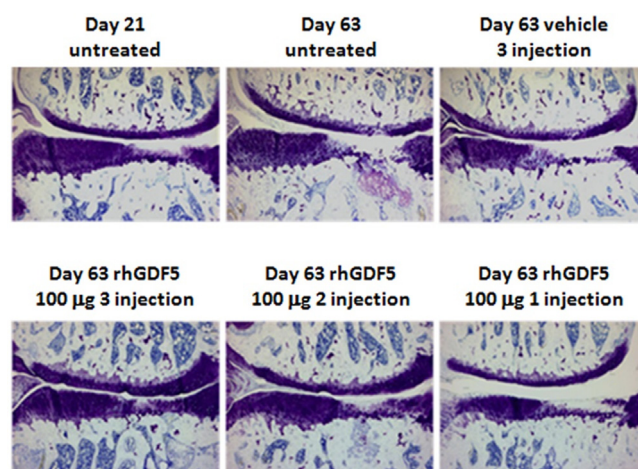 Day 21
untreated
Day 63
untreated
Day 63 vehicle
3 injection
Day 63 rhGDF5
100 µg 3 injection
Day 63 rhGDF5
100 µg 2 injection
Day 63 rhGDF5
100 µg 1 injection